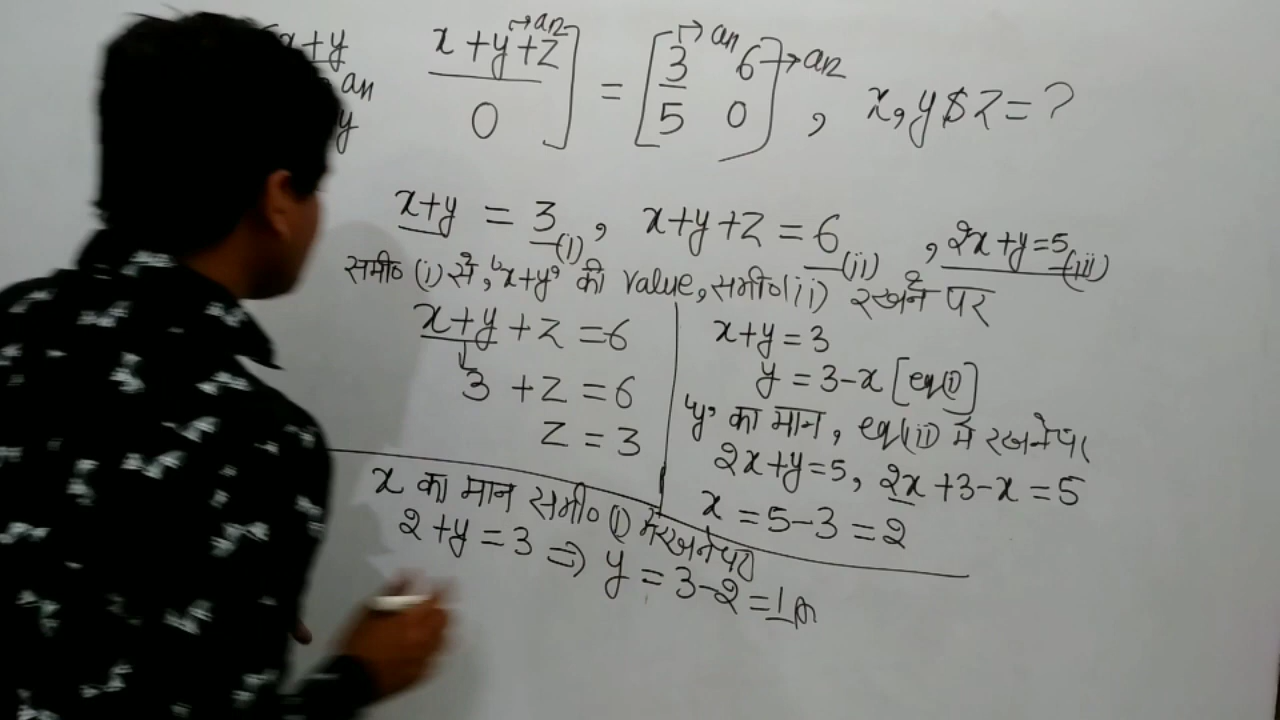 x+y x+y+z →a12 = [3 →a11 6 →a12, x, y $ z = ?
a11
y 0] 5 0]
x+y = 3 (i), x+y+z = 6 (ii), 2x+y=5 (iii)
समी० (i) से, "x+y" की value, समी० (ii) रखने पर
x+y+z =6
3 +z = 6
z = 3
x+y=3
y = 3-x [eq(i)]
'y' का मान, eq(ii) में रखने पर
2x+y=5, 2x+3-x=5
x = 5-3=2
x का मान समी० (i) में रखने पर
2+y=3 ⇒ y = 3-2=1